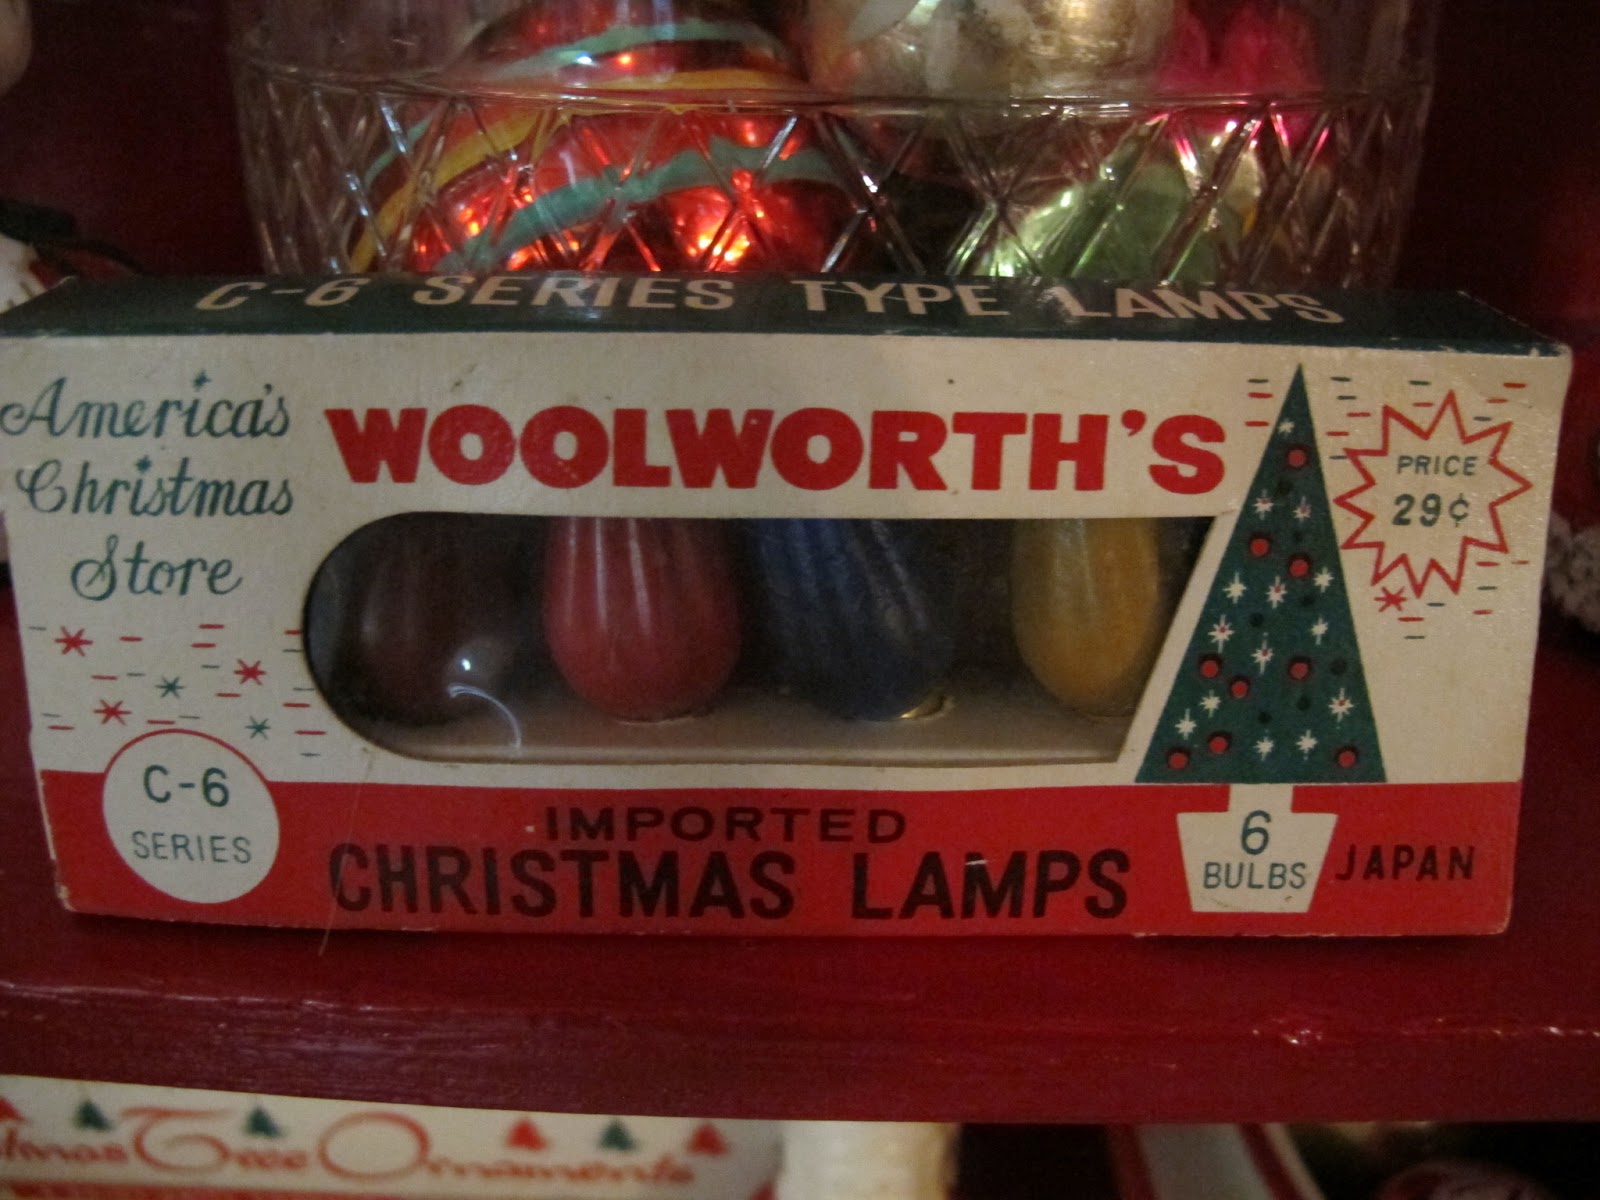 C-6 SERIES TYPE LAMPS
America's
Christmas
Store
WOOLWORTH'S
PRICE
29¢
C-6
SERIES
IMPORTED
CHRISTMAS LAMPS
6
BULBS
JAPAN
Tree Ornaments